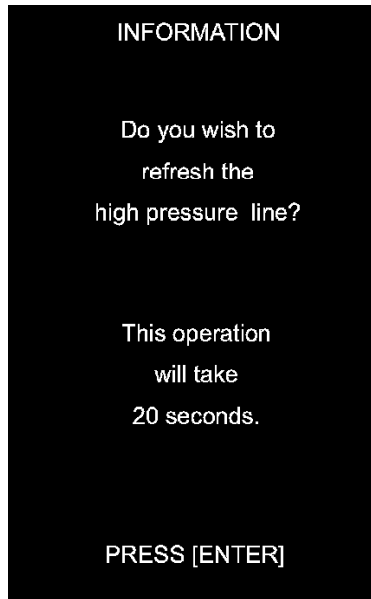 INFORMATION
Do you wish to
refresh the
high pressure line?
This operation
will take
20 seconds.
PRESS [ENTER]